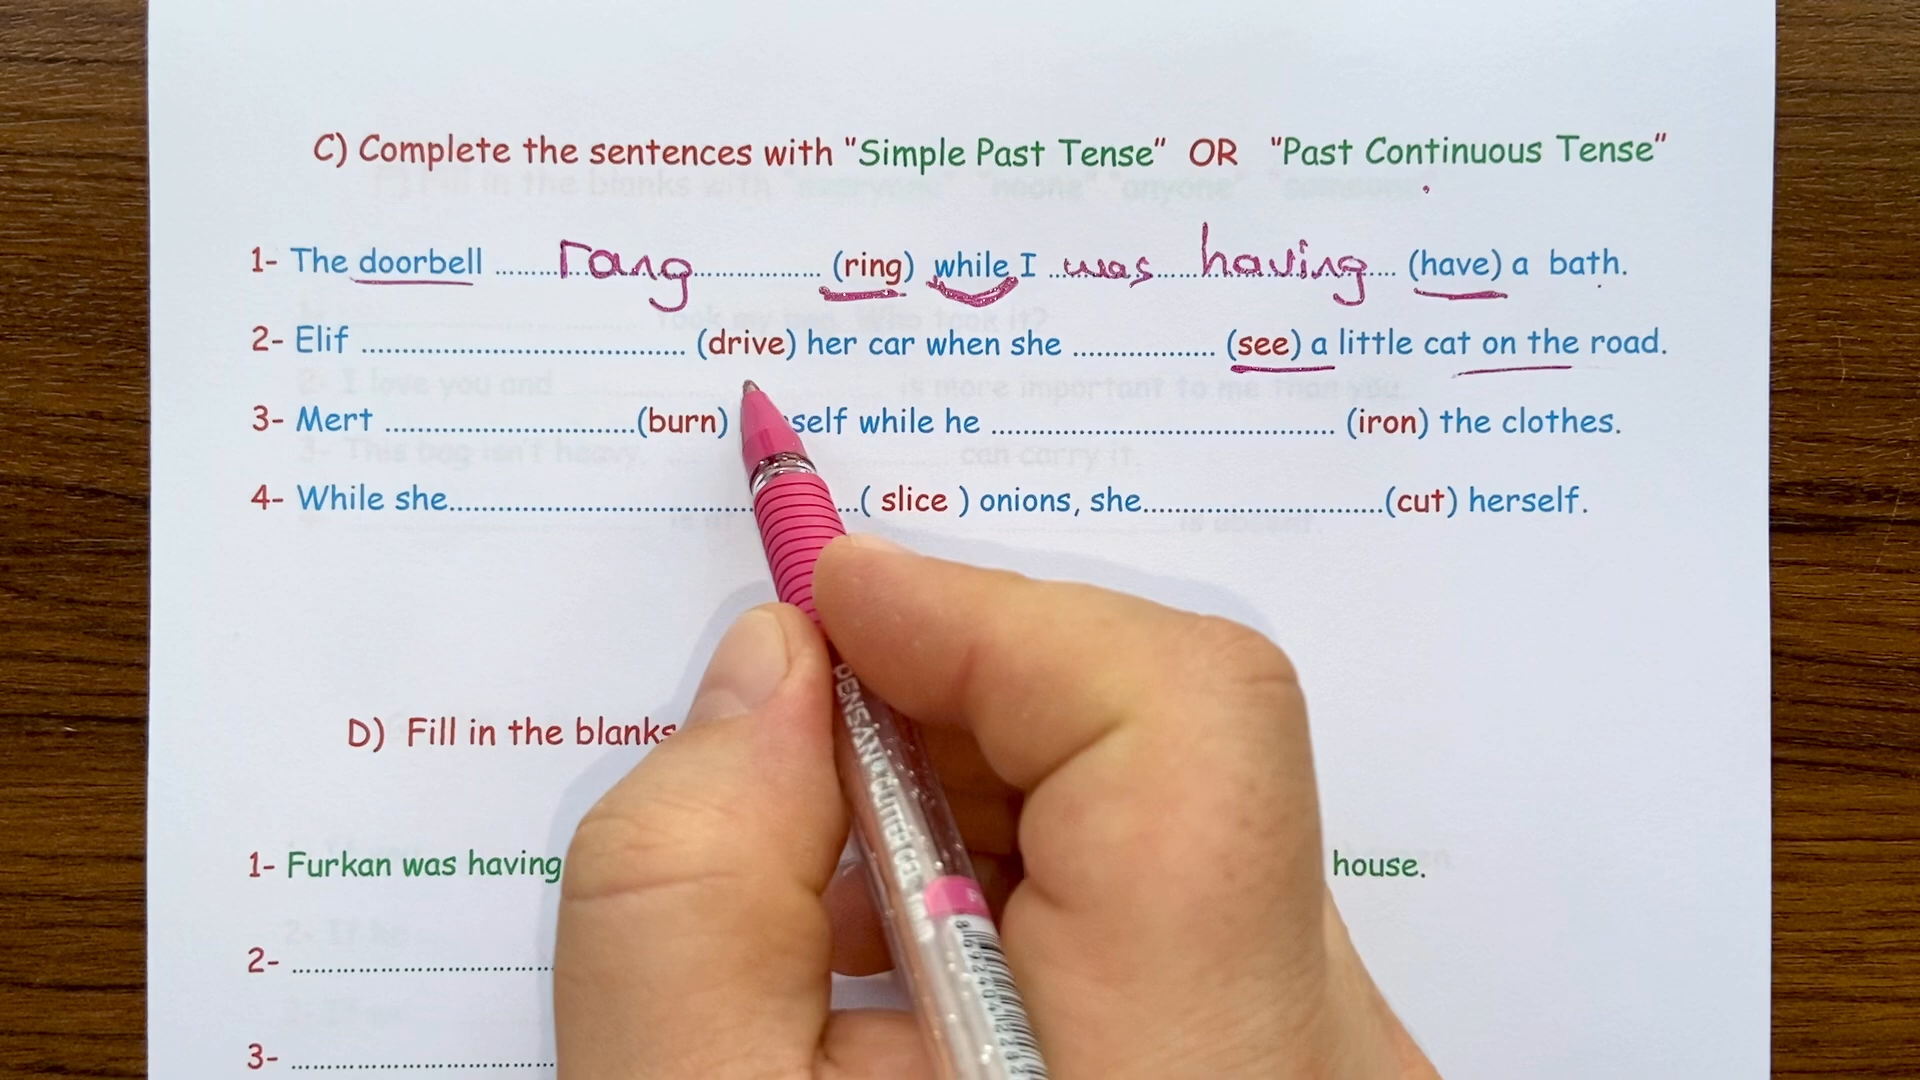 C) Complete the sentences with "Simple Past Tense" OR "Past Continuous Tense"
1- The doorbell ..........rang.......... (ring) while I ..was having.... (have) a bath.
2- Elif ........................................ (drive) her car when she .................. (see) a little cat on the road.
3- Mert ..............................(burn) self while he ........................................ (iron) the clothes.
4- While she........................................( slice ) onions, she..............................(cut) herself.
D) Fill in the blanks
1- Furkan was having house.
2- ..............................
3- ..............................
PENSAN